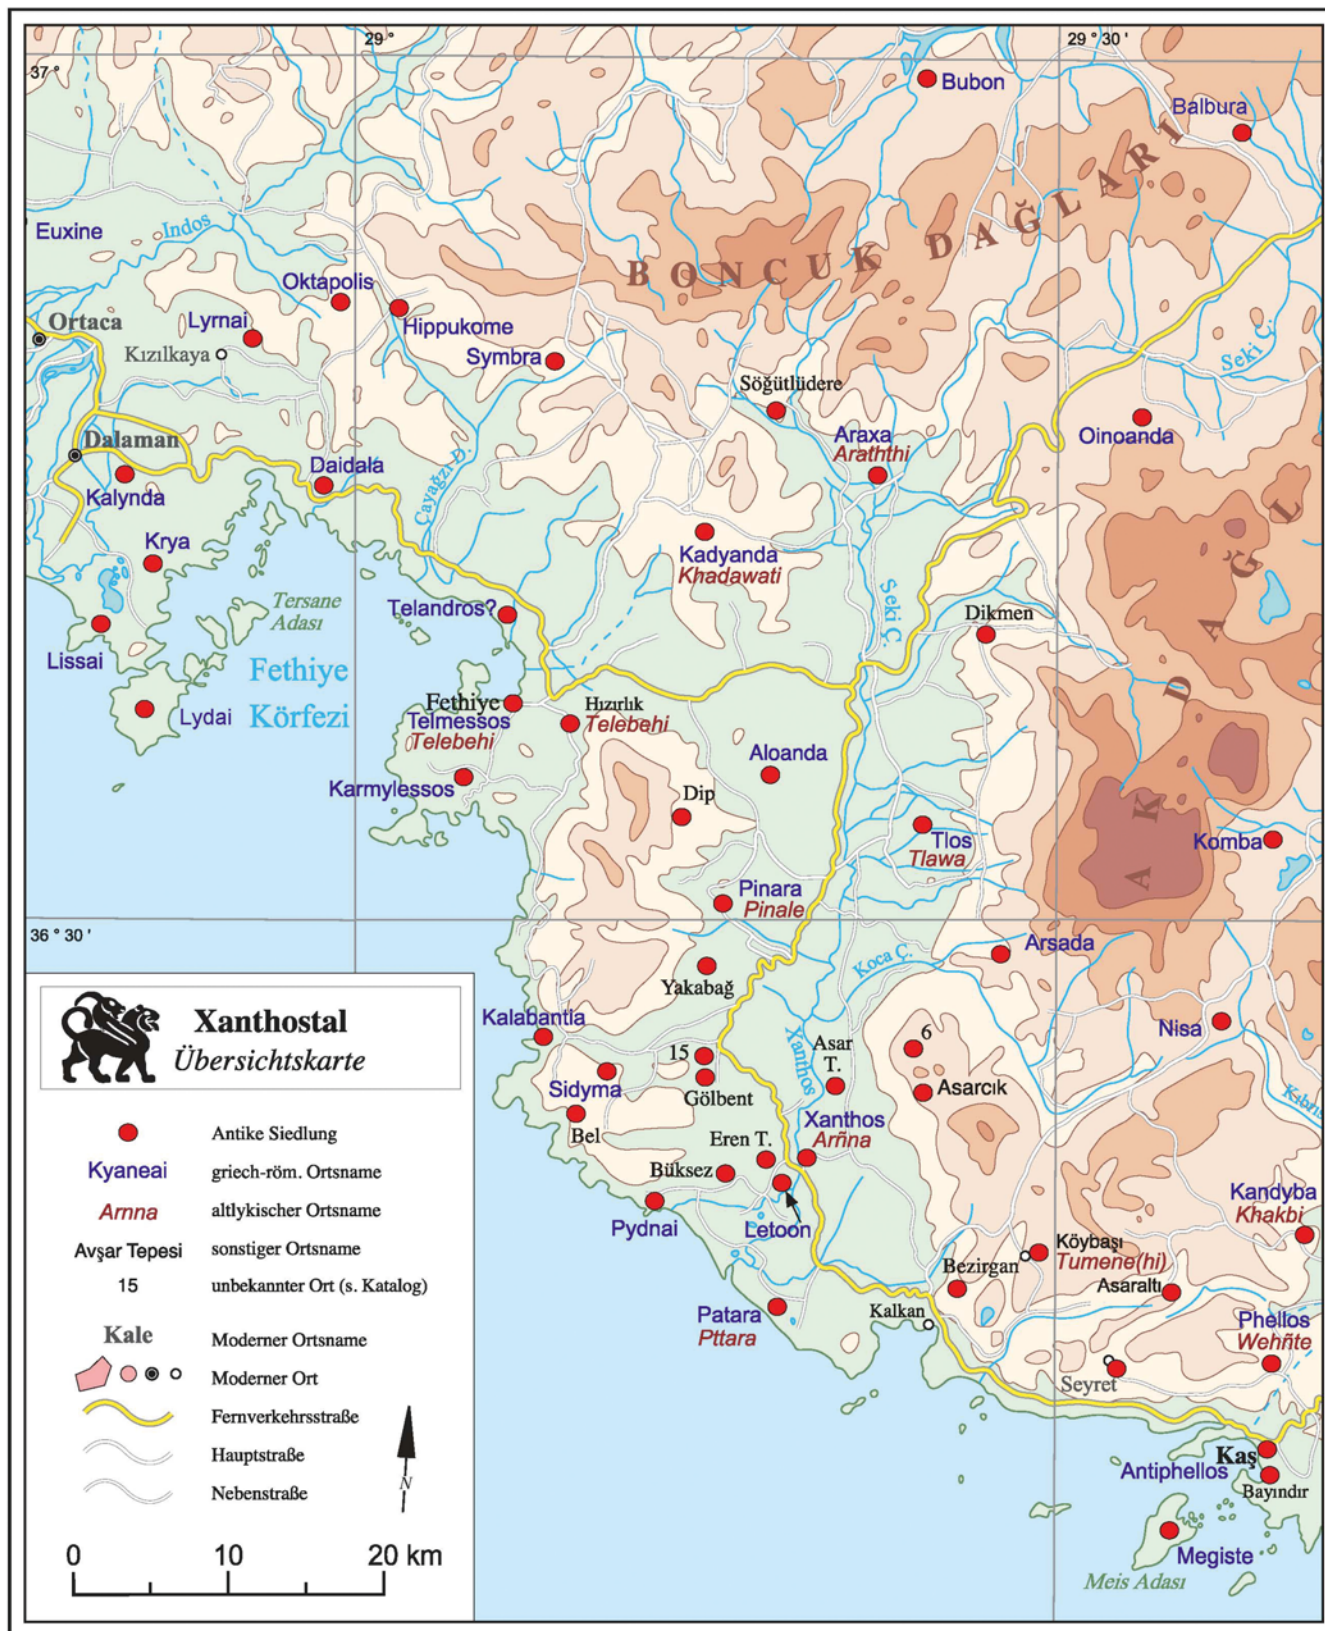 29 °
29 ° 30 '
37 °
Bubon
Balbura
Euxine
Indos
BONCUK DAĞLARI
Oktapolis
Ortaca
Lyrnai
Hippukome
Kızılkaya
Symbra
Seki Ç.
Söğütlüdere
Dalaman
Araxa
Araththi
Oinoanda
Daidala
Kalynda
Çayağzı D.
Krya
Kadyanda
Khadawati
AKDAĞL
Tersane
Adası
Telandros?
Seki Ç.
Dikmen
Lissai
Fethiye
Körfezi
Lydai
Fethiye
Telmessos
Telebehi
Hızırlık
Telebehi
Aloanda
Karmylessos
Dip
Tlos
Tlawa
Komba
Pinara
Pinale
36 ° 30 '
Arsada
Koca Ç.
Yakabağ
Xanthostal
Übersichtskarte
Kalabantia
Nisa
6
15
Asar
T.
Xanthos
Sidyma
Gölbent
Asarcık
Kıbrıs
Bel
Antike Siedlung
Eren T.
Xanthos
Arñna
Kyaneai
griech-röm. Ortsname
Büksez
Kandyba
Khakbi
Arnna
altlykischer Ortsname
Pydnai
Letoon
Avşar Tepesi
sonstiger Ortsname
Köybaşı
Tumene(hi)
Bezirgan
Asaraltı
15
unbekannter Ort (s. Katalog)
Patara
Pttara
Kalkan
Phellos
Wehñte
Kale
Moderner Ortsname
Moderner Ort
Seyret
Fernverkehrsstraße
Hauptstraße
Kaş
Antiphellos
N
Nebenstraße
Bayındır
0 10 20 km
Megiste
Meis Adası